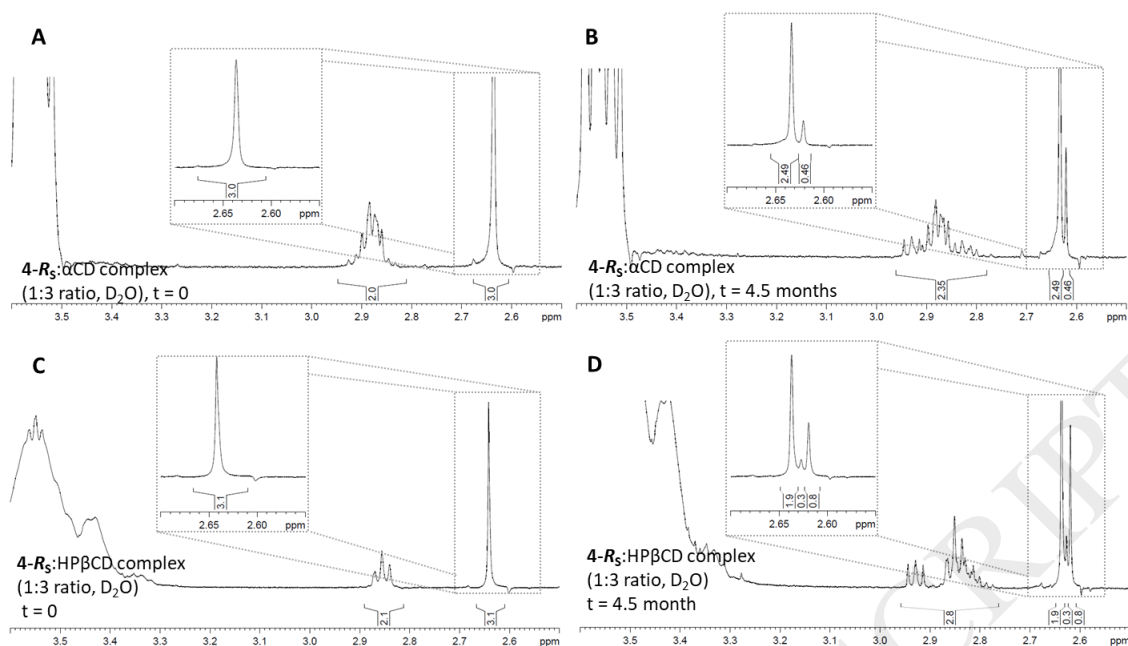 A
2.65
2.60
ppm
3.0
4-RS:αCD complex
(1:3 ratio, D2O), t = 0
2.0
3.0
3.5
3.4
3.3
3.2
3.1
3.0
2.9
2.8
2.7
2.6
ppm
B
2.65
2.60
ppm
2.49
0.46
4-RS:αCD complex
(1:3 ratio, D2O), t = 4.5 months
2.35
2.49
0.46
3.5
3.4
3.3
3.2
3.1
3.0
2.9
2.8
2.7
2.6
ppm
C
2.65
2.60
ppm
3.1
4-RS:HPβCD complex
(1:3 ratio, D2O)
t = 0
2.1
3.1
3.5
3.4
3.3
3.2
3.1
3.0
2.9
2.8
2.7
2.6
ppm
D
2.65
2.60
ppm
1.9
0.3
0.8
4-RS:HPβCD complex
(1:3 ratio, D2O)
t = 4.5 month
2.8
1.9
0.3
0.8
3.5
3.4
3.3
3.2
3.1
3.0
2.9
2.8
2.7
2.6
ppm
CRIPT